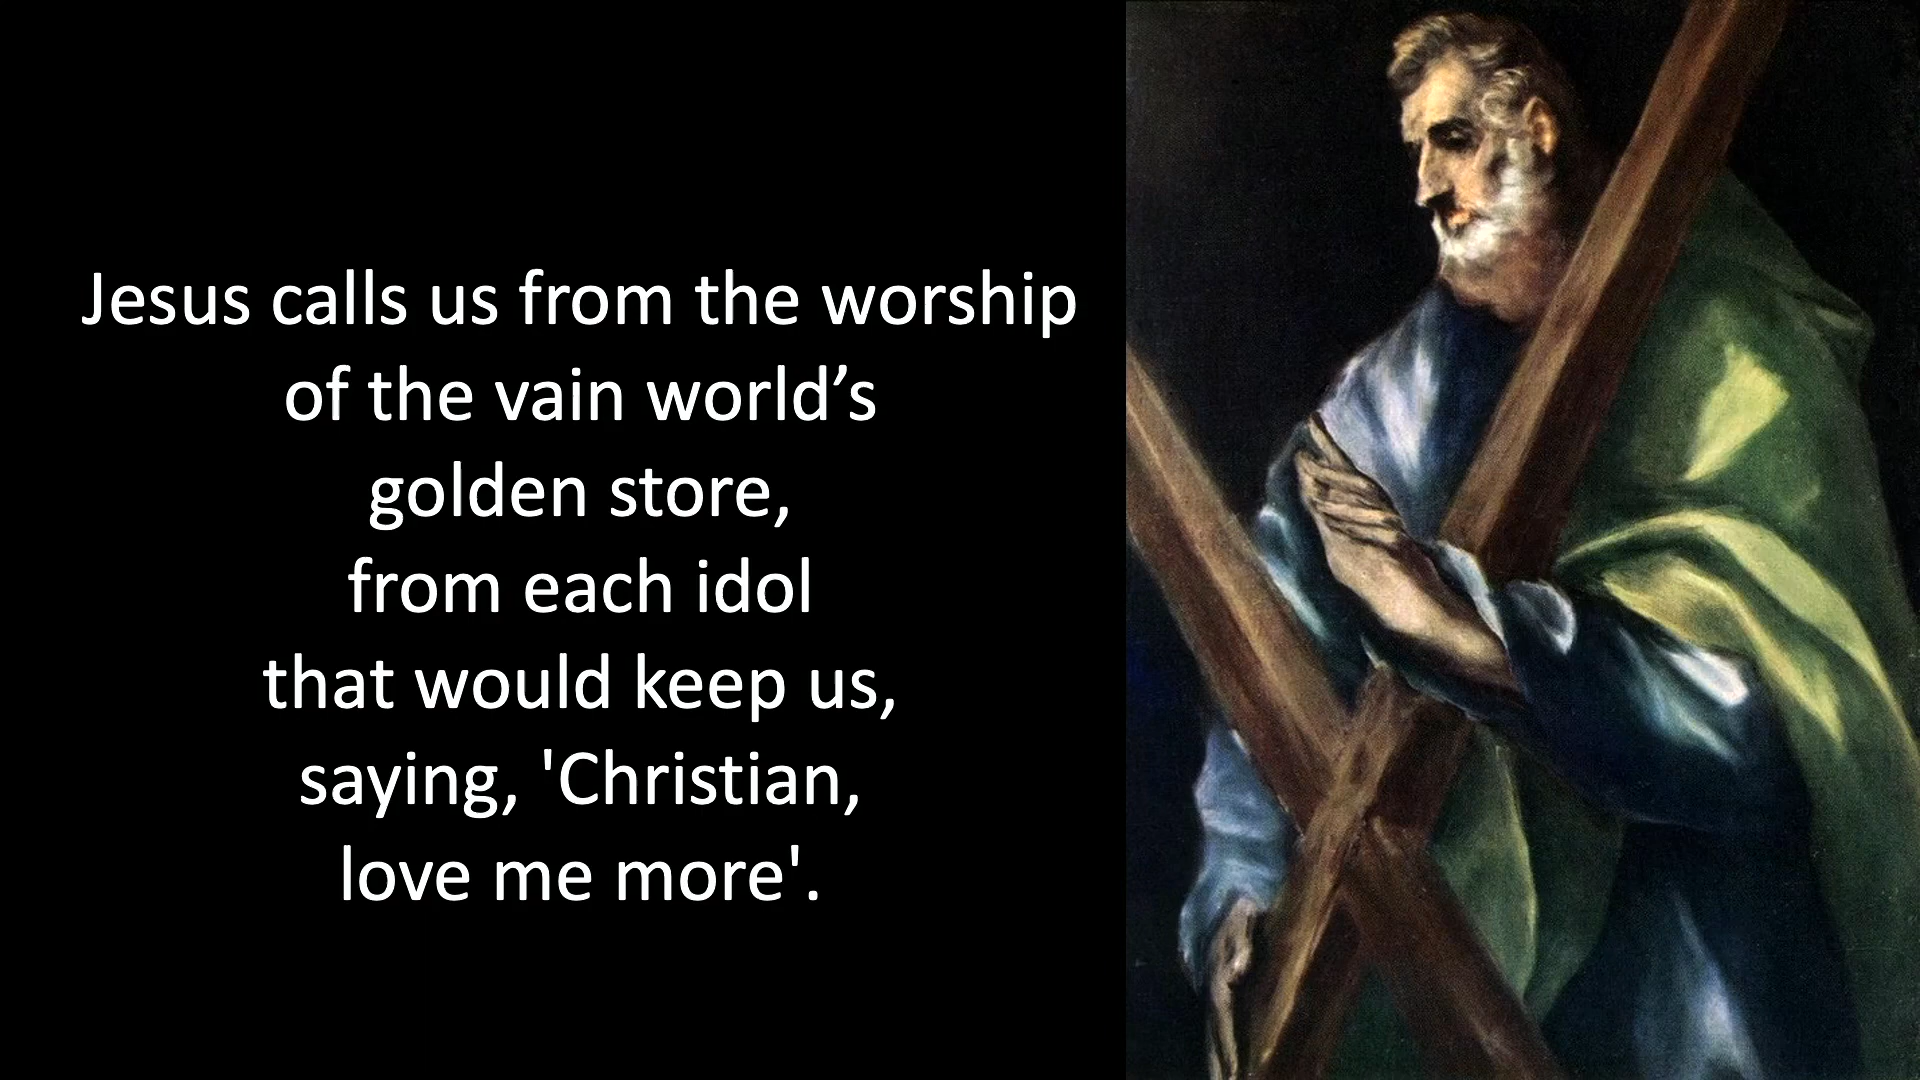 Jesus calls us from the worship
of the vain world’s
golden store,
from each idol
that would keep us,
saying, 'Christian,
love me more'.